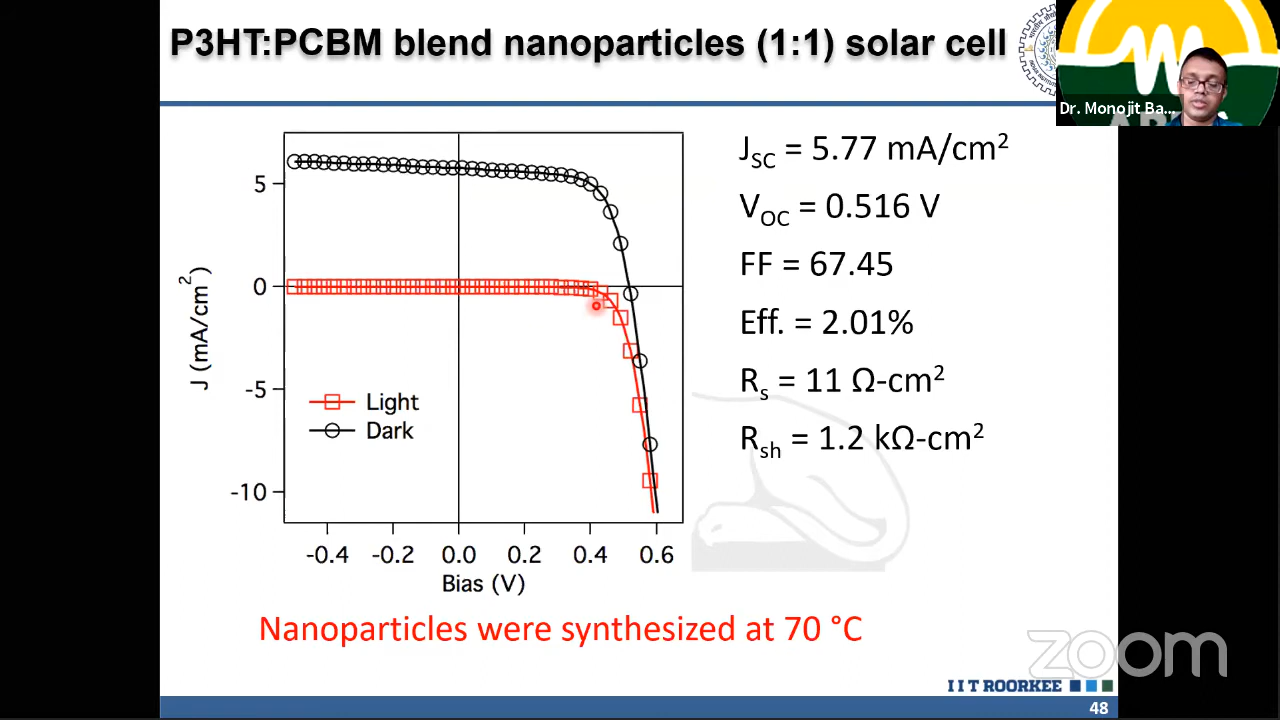 P3HT:PCBM blend nanoparticles (1:1) solar cell
Dr. Monojit Ba...
J (mA/cm²)
5
0
-5
-10
Light
Dark
-0.4 -0.2 0.0 0.2 0.4 0.6
Bias (V)
JSC = 5.77 mA/cm²
VOC = 0.516 V
FF = 67.45
Eff. = 2.01%
Rs = 11 Ω-cm²
Rsh = 1.2 kΩ-cm²
Nanoparticles were synthesized at 70 °C
zoom
I I T ROORKEE
48